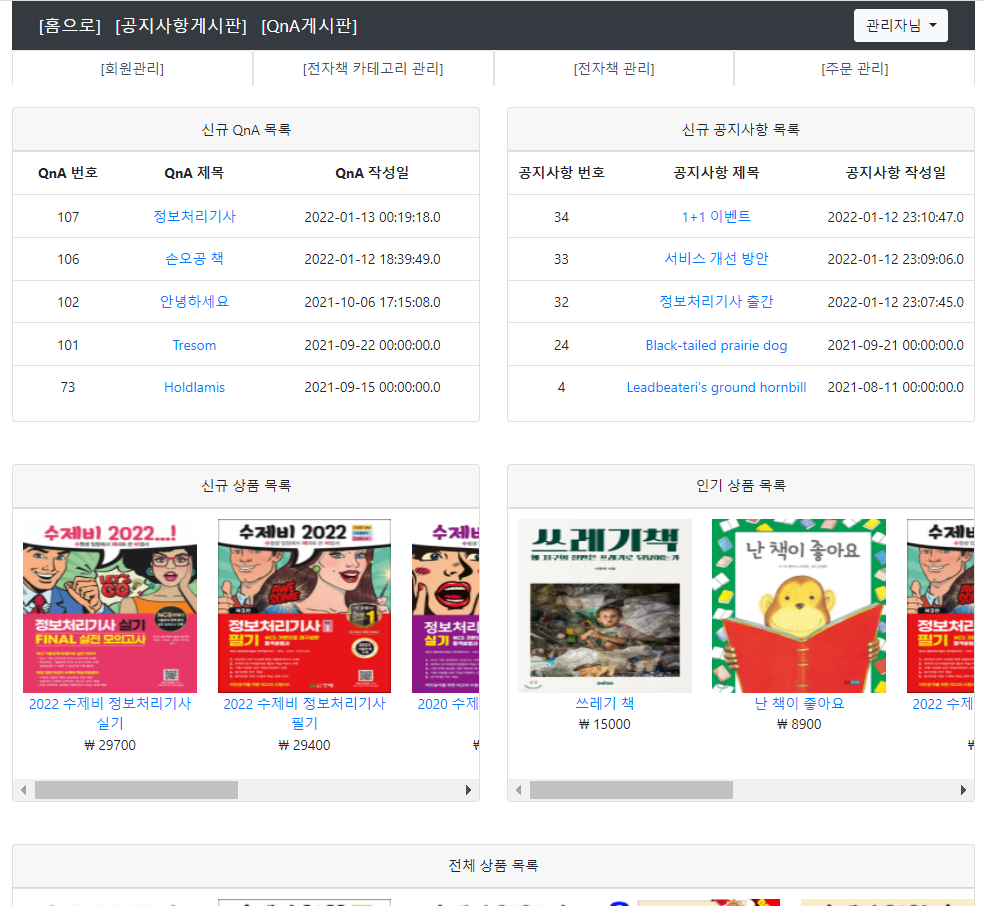 [홈으로] [공지사항게시판] [QnA게시판] 관리자님
[회원관리] [전자책 카테고리 관리] [전자책 관리] [주문 관리]
신규 QnA 목록
QnA 번호 QnA 제목 QnA 작성일
107 정보처리기사 2022-01-13 00:19:18.0
106 손오공 책 2022-01-12 18:39:49.0
102 안녕하세요 2021-10-06 17:15:08.0
101 Tresom 2021-09-22 00:00:00.0
73 Holdlamis 2021-09-15 00:00:00.0
신규 공지사항 목록
공지사항 번호 공지사항 제목 공지사항 작성일
34 1+1 이벤트 2022-01-12 23:10:47.0
33 서비스 개선 방안 2022-01-12 23:09:06.0
32 정보처리기사 출간 2022-01-12 23:07:45.0
24 Black-tailed prairie dog 2021-09-21 00:00:00.0
4 Leadbeateri's ground hornbill 2021-08-11 00:00:00.0
신규 상품 목록
수제비 2022...!
LET'S GO
정보처리기사 실기
FINAL 실전 모의고사
2022 수제비 정보처리기사
실기
₩ 29700
수제비 2022
AWESOME
정보처리기사
필기
2022 수제비 정보처리기사
필기
₩ 29400
수제비
정보처
실기
2020 수제
₩
인기 상품 목록
쓰레기책
쓰레기 책
₩ 15000
난 책이 좋아요
난 책이 좋아요
₩ 8900
수제비
정보처리
필기
2022 수제
₩
전체 상품 목록